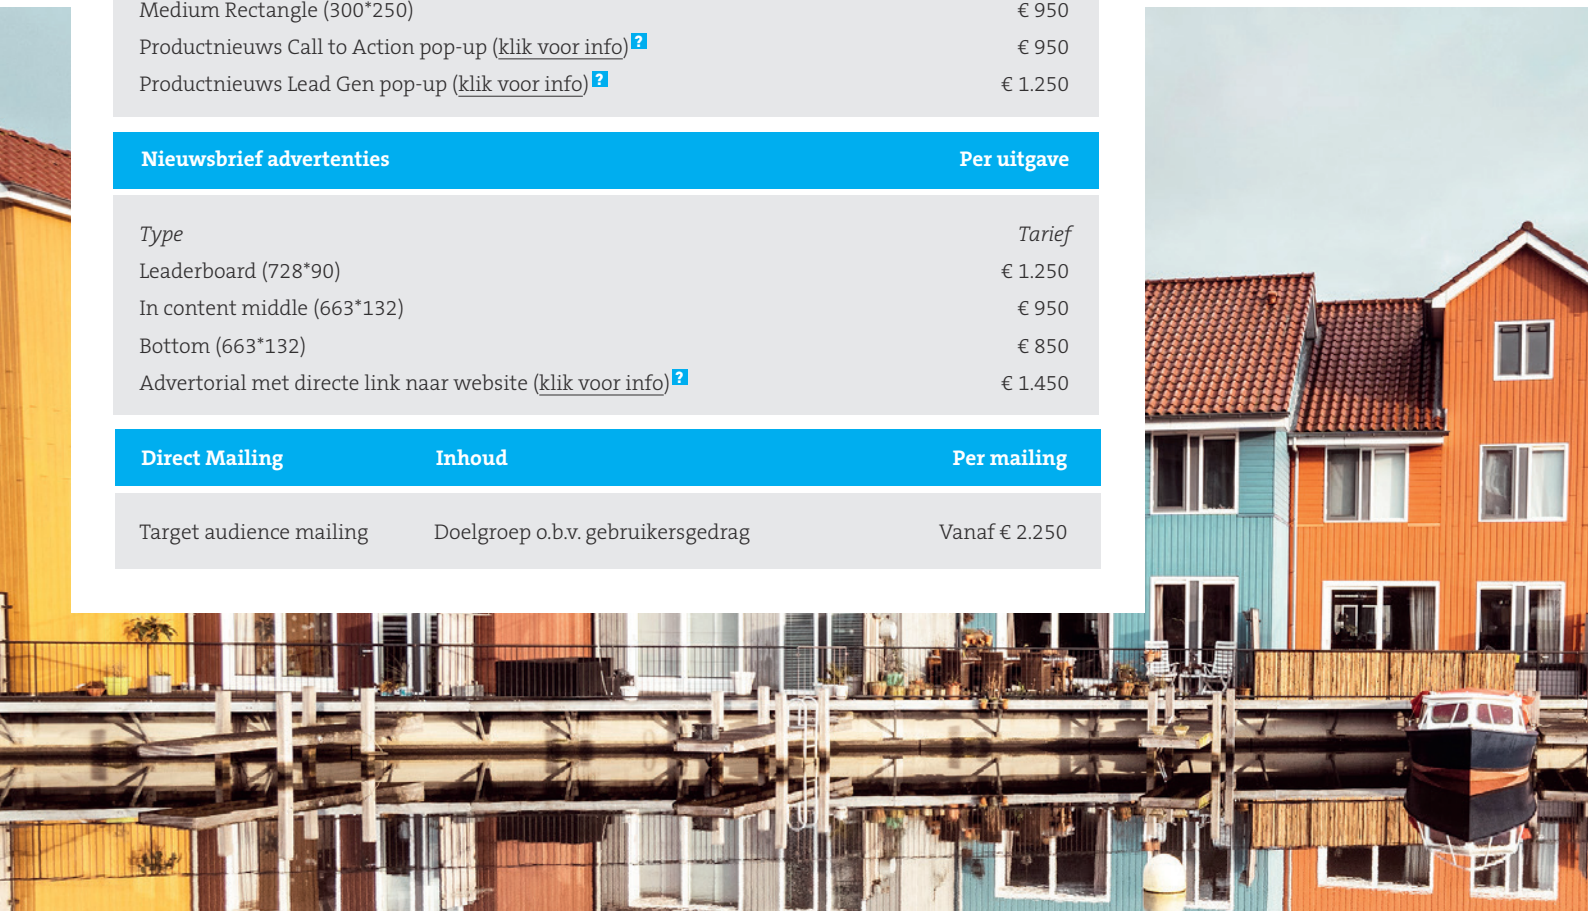 Medium Rectangle (300*250) € 950
Productnieuws Call to Action pop-up (klik voor info) ? € 950
Productnieuws Lead Gen pop-up (klik voor info) ? € 1.250
Nieuwsbrief advertenties Per uitgave
Type Tarief
Leaderboard (728*90) € 1.250
In content middle (663*132) € 950
Bottom (663*132) € 850
Advertorial met directe link naar website (klik voor info) ? € 1.450
Direct Mailing Inhoud Per mailing
Target audience mailing Doelgroep o.b.v. gebruikersgedrag Vanaf € 2.250